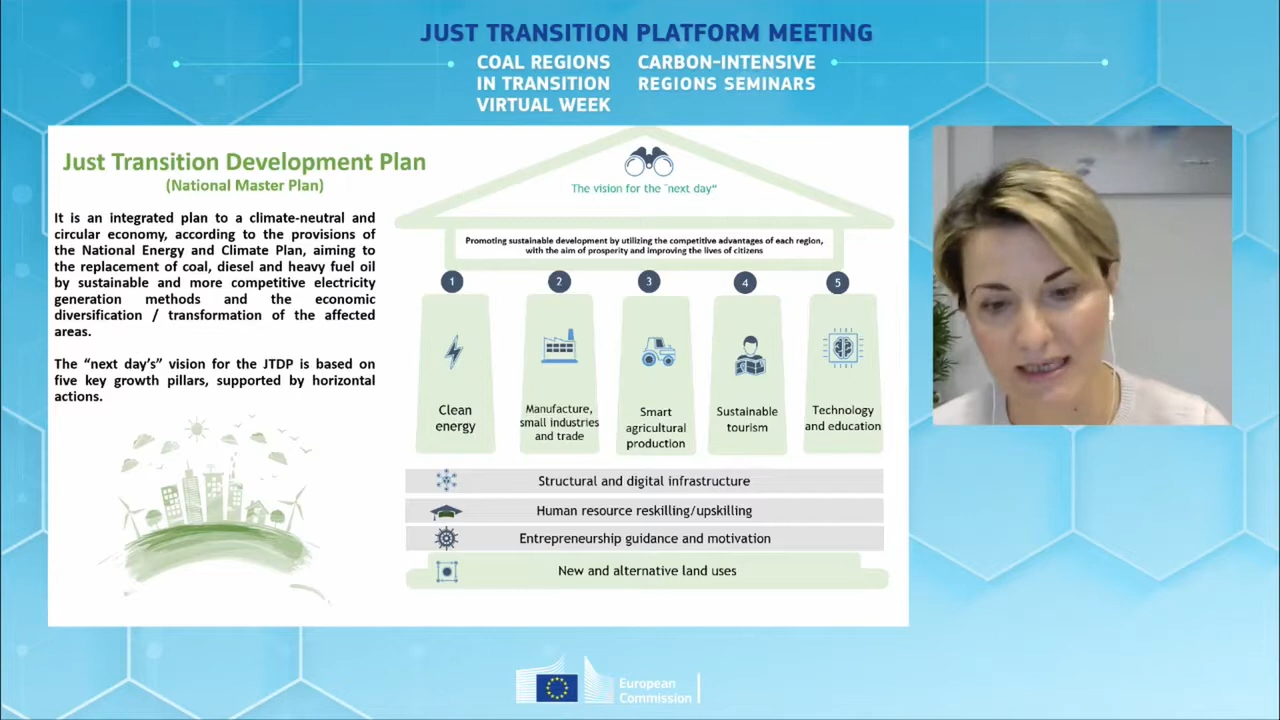 JUST TRANSITION PLATFORM MEETING
COAL REGIONS
IN TRANSITION
VIRTUAL WEEK
CARBON-INTENSIVE
REGIONS SEMINARS
Just Transition Development Plan
(National Master Plan)
It is an integrated plan to a climate-neutral and
circular economy, according to the provisions of
the National Energy and Climate Plan, aiming to
the replacement of coal, diesel and heavy fuel oil
by sustainable and more competitive electricity
generation methods and the economic
diversification / transformation of the affected
areas.
The “next day’s” vision for the JTDP is based on
five key growth pillars, supported by horizontal
actions.
The vision for the ¨next day”
Promoting sustainable development by utilizing the competitive advantages of each region,
with the aim of prosperity and improving the lives of citizens
1
2
3
4
5
Clean
energy
Manufacture,
small industries
and trade
Smart
agricultural
production
Sustainable
tourism
Technology
and education
Structural and digital infrastructure
Human resource reskilling/upskilling
Entrepreneurship guidance and motivation
New and alternative land uses
European
Commission